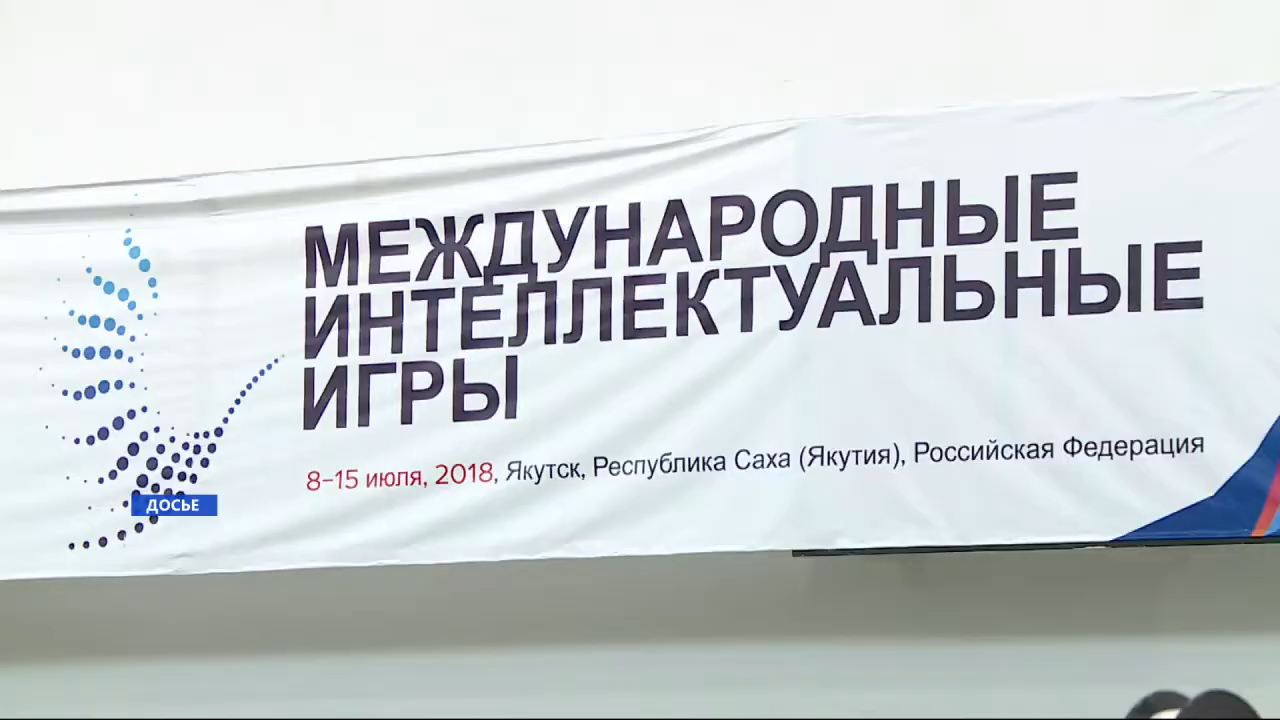 МЕЖДУНАРОДНЫЕ
ИНТЕЛЛЕКТУАЛЬНЫЕ
ИГРЫ
8-15 июля, 2018, Якутск, Республика Саха (Якутия), Российская Федерация
ДОСЬЕ